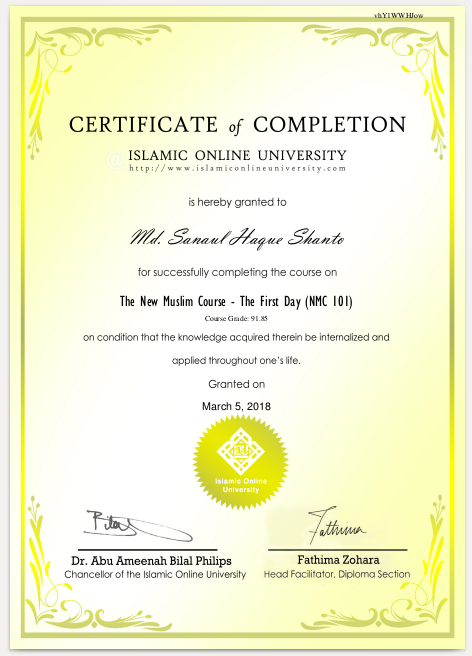 vhY1WWHJow
CERTIFICATE of COMPLETION
ISLAMIC ONLINE UNIVERSITY
http://www.islamiconlineuniversity.com
is hereby granted to
Md. Sanaul Haque Shanto
for successfully completing the course on
The New Muslim Course - The First Day (NMC 101)
Course Grade: 91.85
on condition that the knowledge acquired therein be internalized and
applied throughout one's life.
Granted on
March 5, 2018
Islamic Online
University
Bilal
Fathima
Dr. Abu Ameenah Bilal Philips
Fathima Zohara
Chancellor of the Islamic Online University
Head Facilitator, Diploma Section